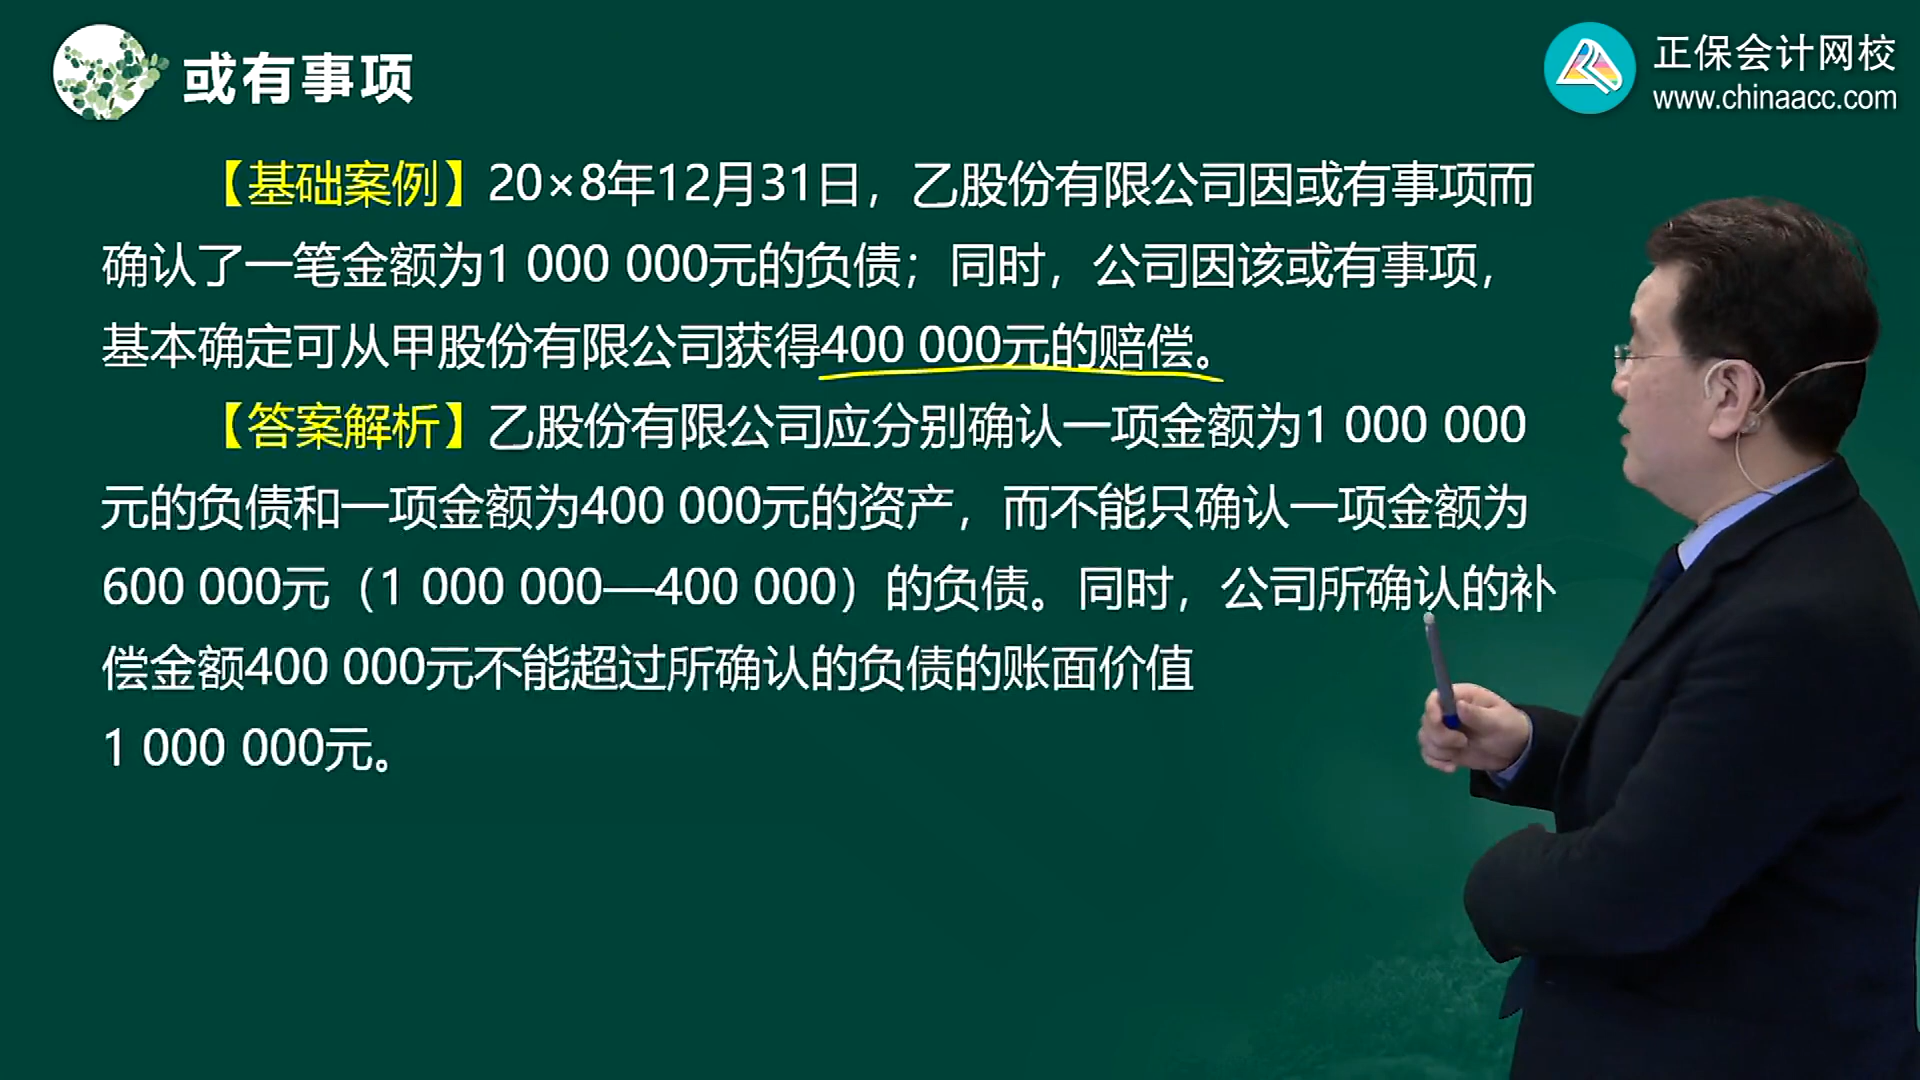 或有事项
正保会计网校
www.chinaacc.com
【基础案例】20×8年12月31日，乙股份有限公司因或有事项而
确认了一笔金额为1 000 000元的负债；同时，公司因该或有事项，
基本确定可从甲股份有限公司获得400 000元的赔偿。
【答案解析】乙股份有限公司应分别确认一项金额为1 000 000
元的负债和一项金额为400 000元的资产，而不能只确认一项金额为
600 000元（1 000 000—400 000）的负债。同时，公司所确认的补
偿金额400 000元不能超过所确认的负债的账面价值
1 000 000元。